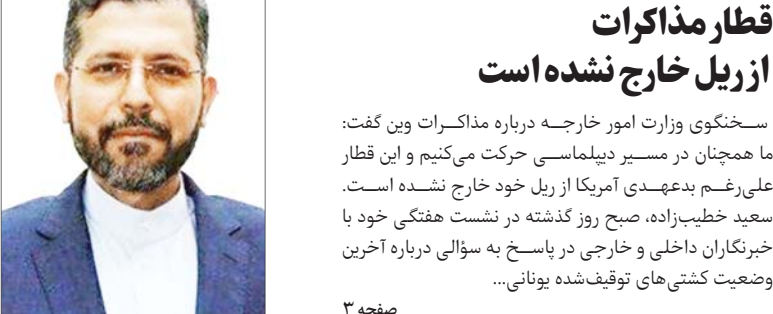 قطار مذاکرات
از ریل خارج نشده است
سخنگوی وزارت امور خارجه درباره مذاکرات وین گفت:
ما همچنان در مسیر دیپلماسی حرکت می‌کنیم و این قطار
علی‌رغم بدعهدی آمریکا از ریل خود خارج نشده است.
سعید خطیب‌زاده، صبح روز گذشته در نشست هفتگی خود با
خبرنگاران داخلی و خارجی در پاسخ به سؤالی درباره آخرین
وضعیت کشتی‌های توقیف‌شده یونانی...
صفحه ۳